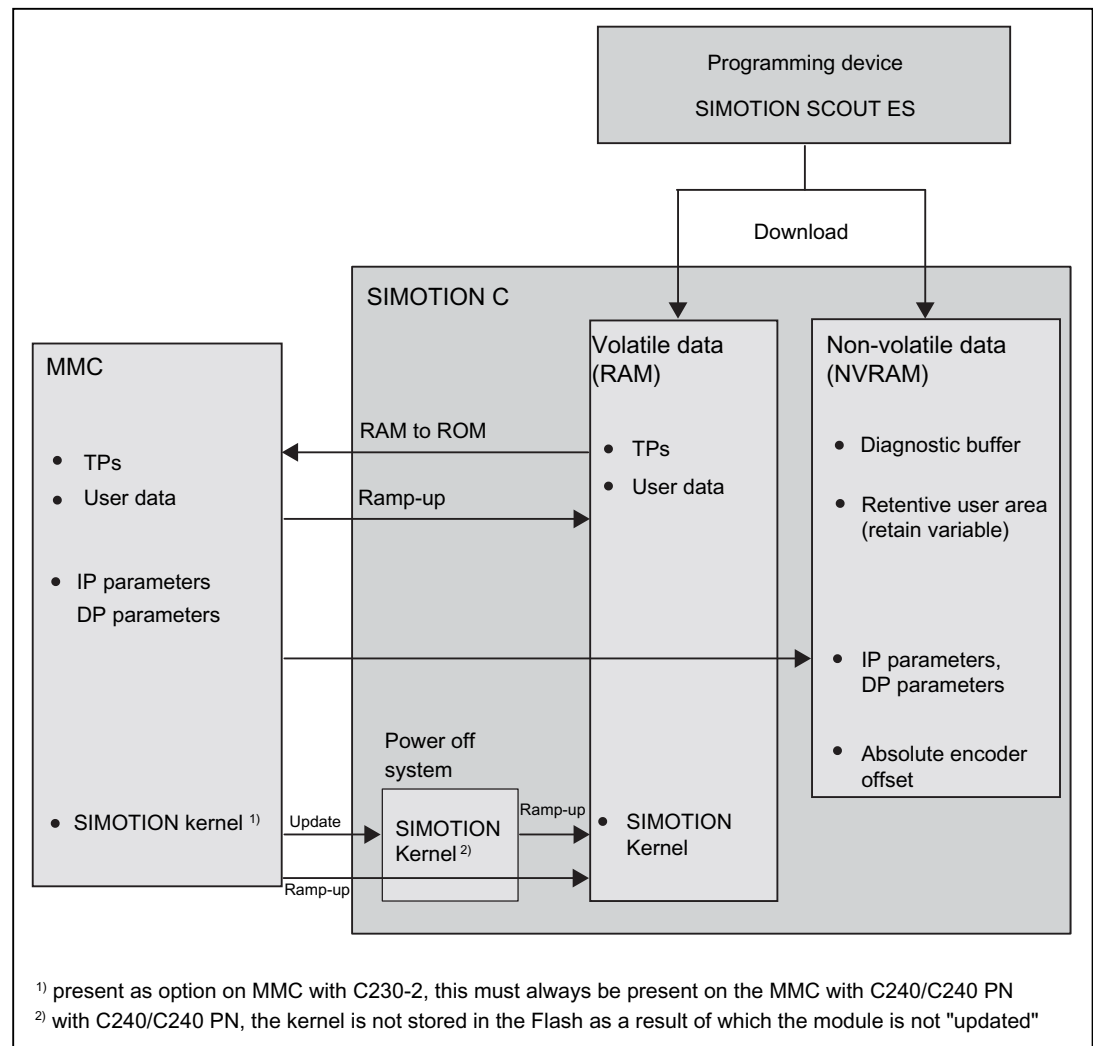 Programming device
SIMOTION SCOUT ES
Download
SIMOTION C
MMC
• TPs
• User data
• IP parameters
DP parameters
• SIMOTION kernel 1)
RAM to ROM
Ramp-up
Update
Ramp-up
Power off
system
SIMOTION
Kernel 2)
Ramp-up
Volatile data
(RAM)
• TPs
• User data
• SIMOTION
Kernel
Non-volatile data
(NVRAM)
• Diagnostic buffer
• Retentive user area
(retain variable)
• IP parameters,
DP parameters
• Absolute encoder
offset
1) present as option on MMC with C230-2, this must always be present on the MMC with C240/C240 PN
2) with C240/C240 PN, the kernel is not stored in the Flash as a result of which the module is not "updated"